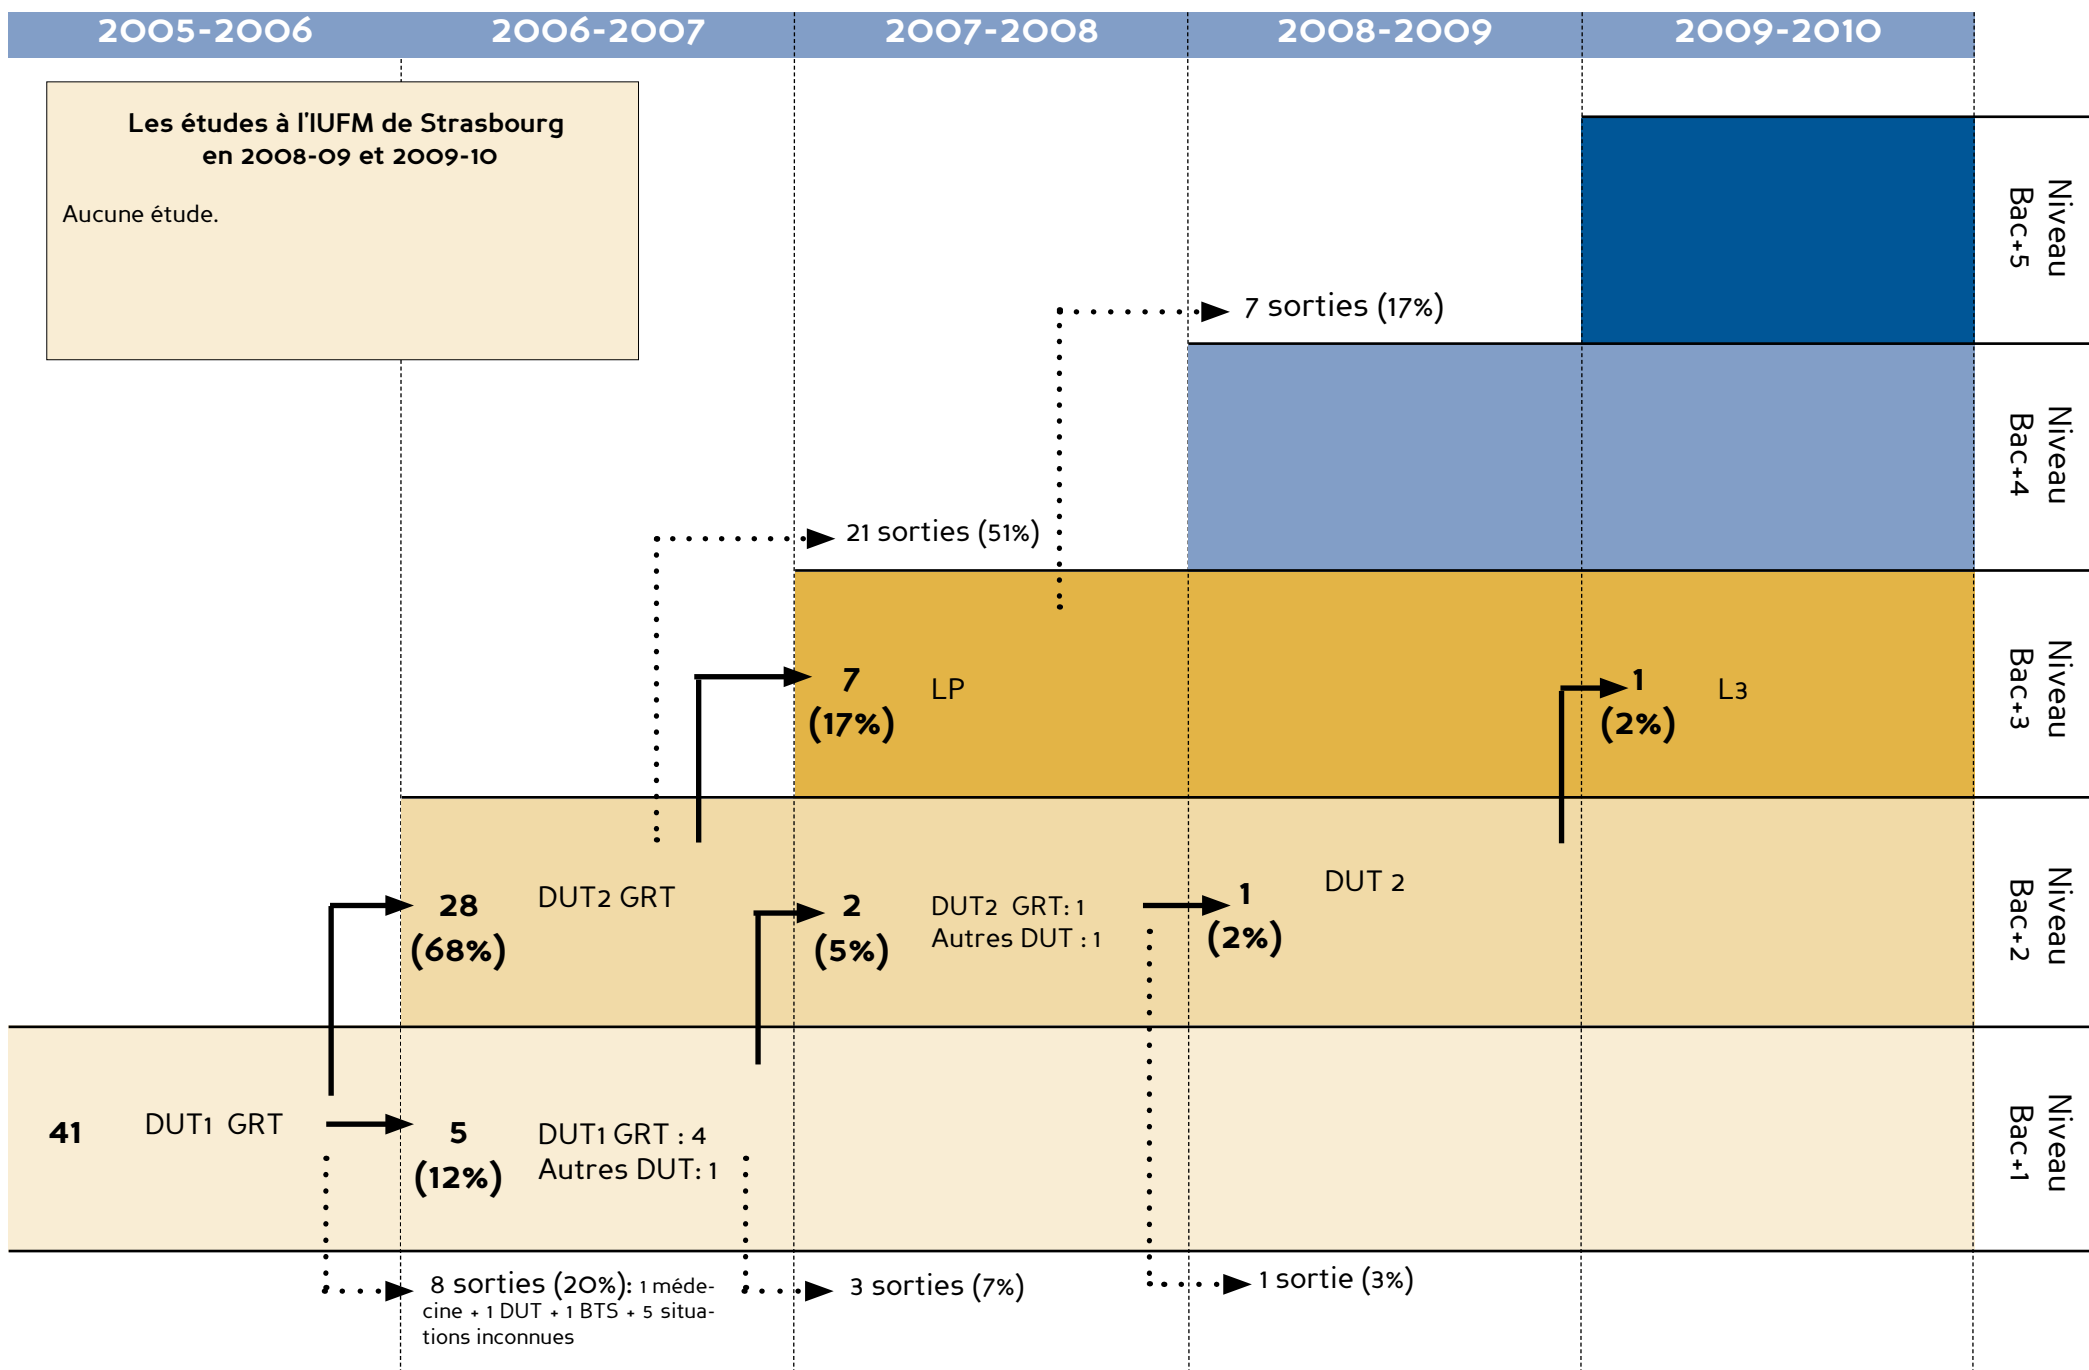 2005-2006
2006-2007
2007-2008
2008-2009
2009-2010
Les études à l'IUFM de Strasbourg
en 2008-09 et 2009-10
Aucune étude.
Niveau
Bac+5
7 sorties (17%)
Niveau
Bac+4
21 sorties (51%)
7
(17%)
LP
1
(2%)
L3
Niveau
Bac+3
28
(68%)
DUT2 GRT
2
(5%)
DUT2 GRT: 1
Autres DUT : 1
1
(2%)
DUT 2
Niveau
Bac+2
41
DUT1 GRT
5
(12%)
DUT1 GRT : 4
Autres DUT: 1
Niveau
Bac+1
8 sorties (20%): 1 méde-
cine + 1 DUT + 1 BTS + 5 situa-
tions inconnues
3 sorties (7%)
1 sortie (3%)